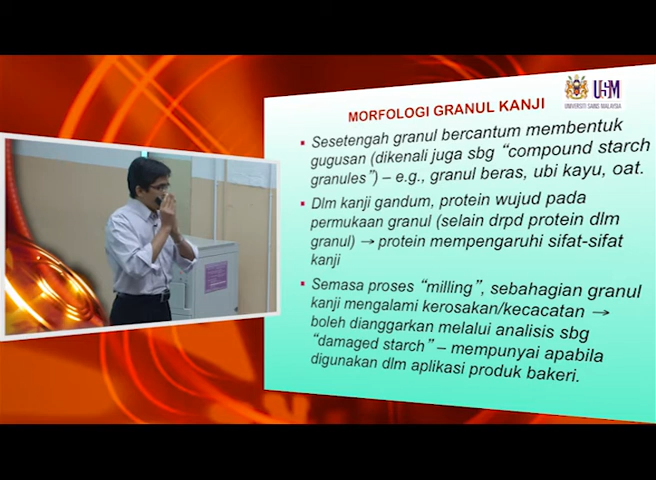 USM
UNIVERSITI SAINS MALAYSIA
MORFOLOGI GRANUL KANJI
▪ Sesetengah granul bercantum membentuk
gugusan (dikenali juga sbg “compound starch
granules”) – e.g., granul beras, ubi kayu, oat.
▪ Dlm kanji gandum, protein wujud pada
permukaan granul (selain drpd protein dlm
granul) → protein mempengaruhi sifat-sifat
kanji
▪ Semasa proses “milling”, sebahagian granul
kanji mengalami kerosakan/kecacatan →
boleh dianggarkan melalui analisis sbg
“damaged starch” – mempunyai apabila
digunakan dlm aplikasi produk bakeri.